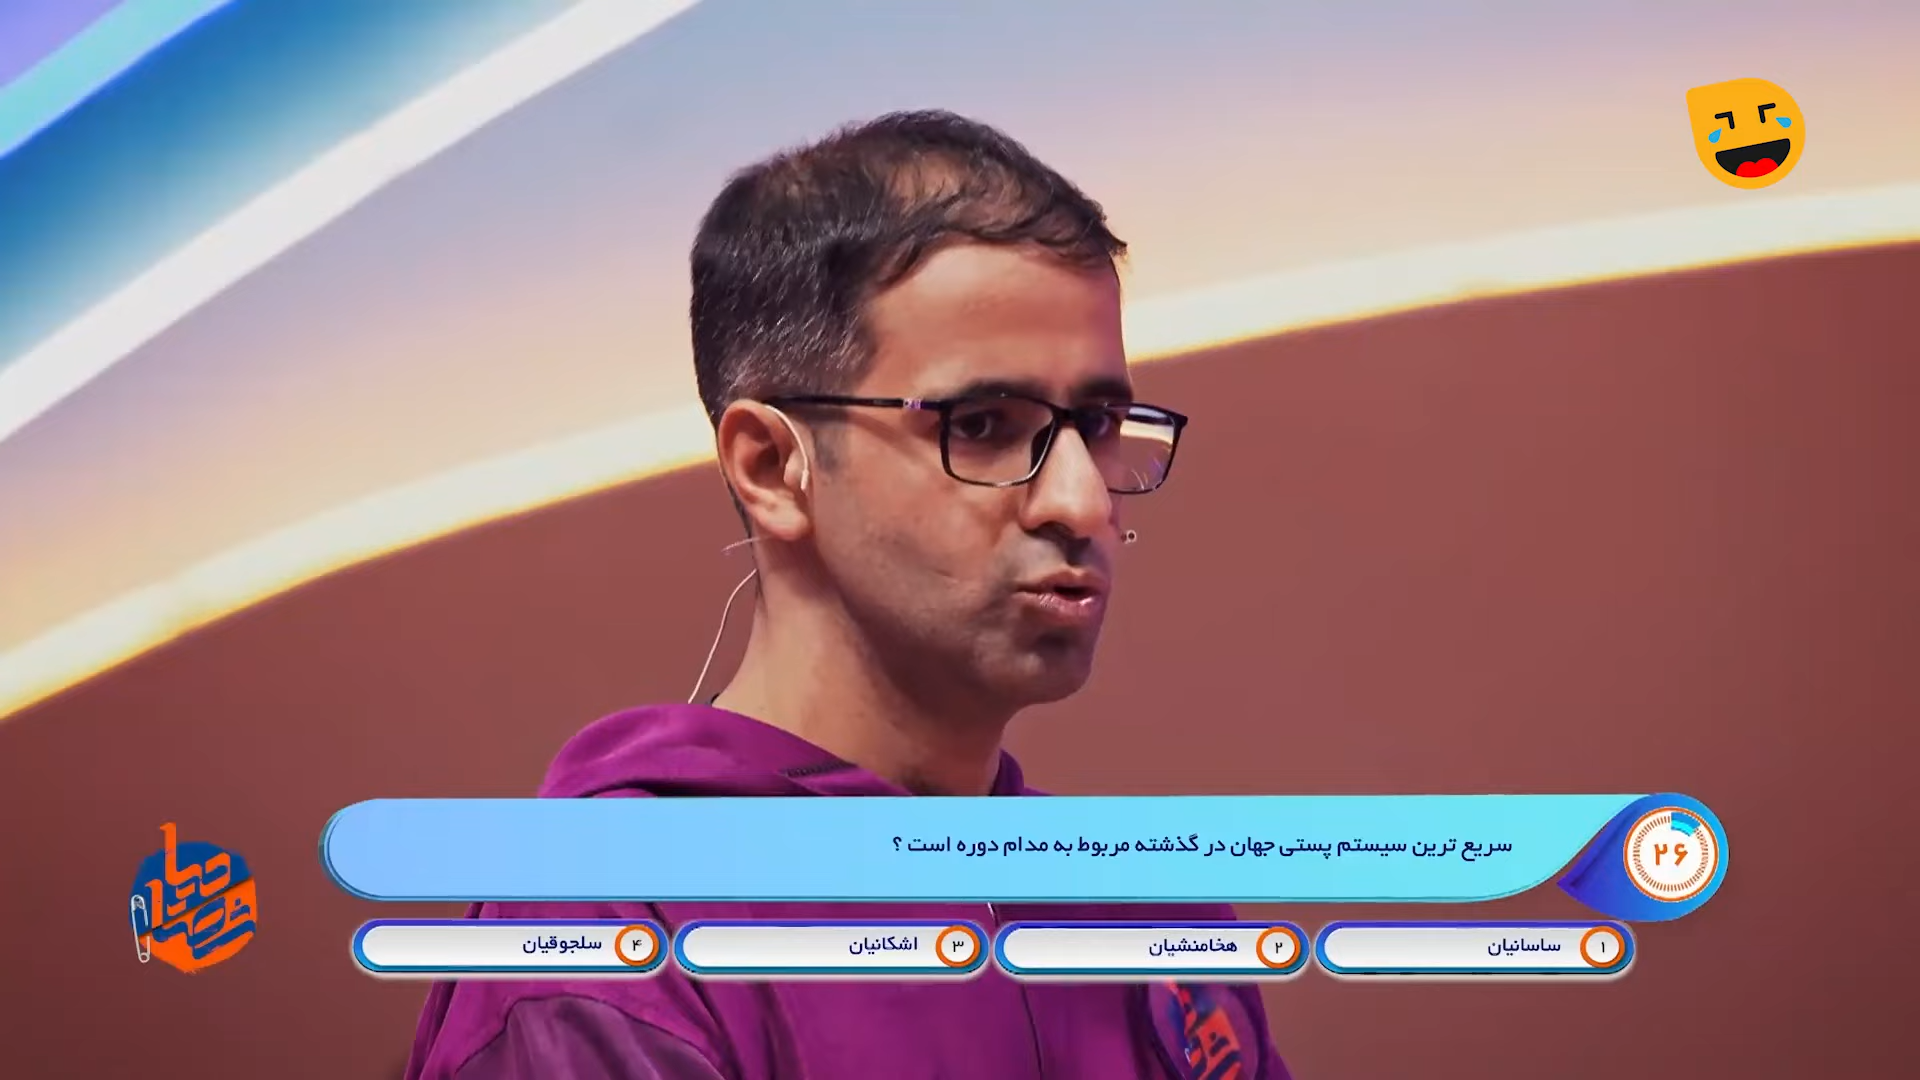 سریع ترین سیستم پستی جهان در گذشته مربوط به مدام دوره است ؟
۲۶
۱ ساسانیان
۲ هخامنشیان
۳ اشکانیان
۴ سلجوقیان